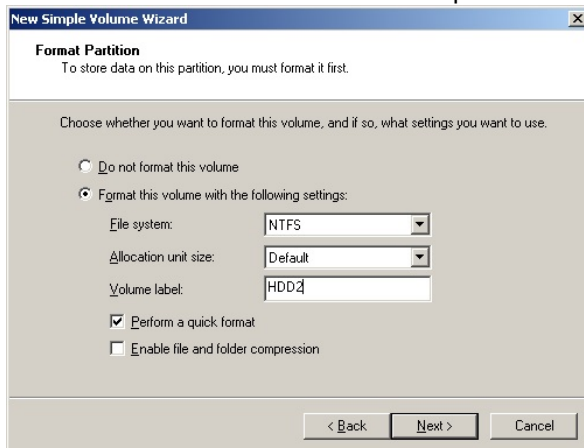 New Simple Volume Wizard
Format Partition
To store data on this partition, you must format it first.
Choose whether you want to format this volume, and if so, what settings you want to use.
Do not format this volume
Format this volume with the following settings:
File system: NTFS
Allocation unit size: Default
Volume label: HDD2
Perform a quick format
Enable file and folder compression
< Back Next > Cancel